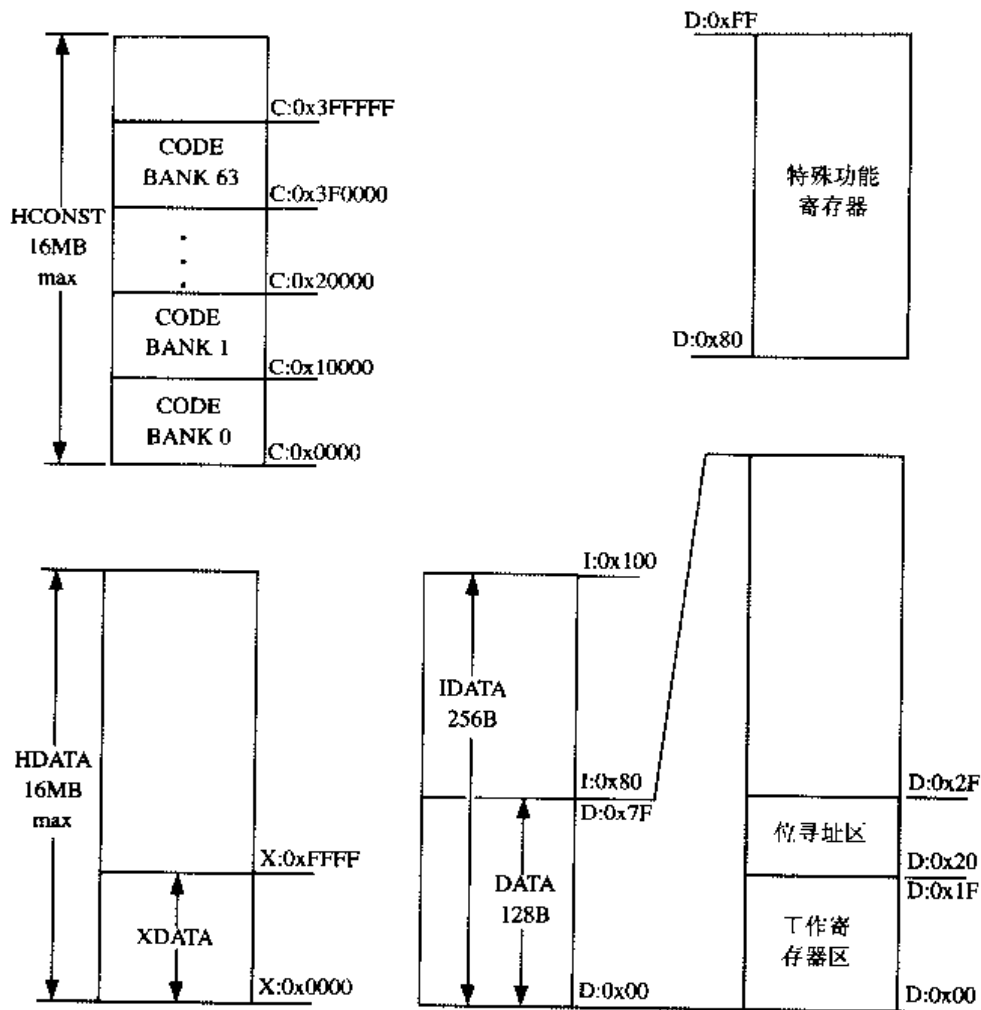 D:0xFF
C:0x3FFFFF
CODE
BANK 63
特殊功能
寄存器
C:0x3F0000
HCONST
16MB
max
C:0x20000
CODE
BANK 1
D:0x80
C:0x10000
CODE
BANK 0
C:0x0000
I:0x100
IDATA
256B
HDATA
16MB
max
I:0x80
D:0x7F
D:0x2F
位寻址区
X:0xFFFF
D:0x20
D:0x1F
DATA
128B
XDATA
工作寄
存器区
X:0x0000
D:0x00
D:0x00